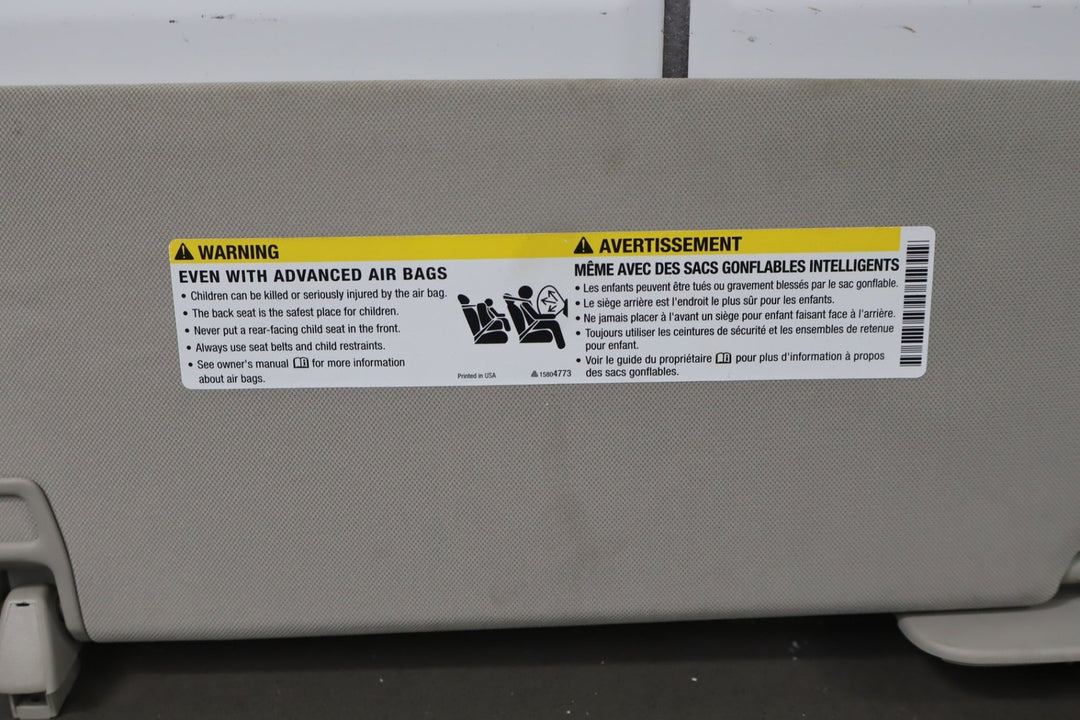 WARNING
EVEN WITH ADVANCED AIR BAGS
• Children can be killed or seriously injured by the air bag.
• The back seat is the safest place for children.
• Never put a rear-facing child seat in the front.
• Always use seat belts and child restraints.
• See owner's manual for more information
about air bags.
Printed in USA
15804773
AVERTISSEMENT
MÊME AVEC DES SACS GONFLABLES INTELLIGENTS
• Les enfants peuvent être tués ou gravement blessés par le sac gonflable.
• Le siège arrière est l'endroit le plus sûr pour les enfants.
• Ne jamais placer à l'avant un siège pour enfant faisant face à l'arrière.
• Toujours utiliser les ceintures de sécurité et les ensembles de retenue
pour enfant.
• Voir le guide du propriétaire pour plus d'information à propos
des sacs gonflables.